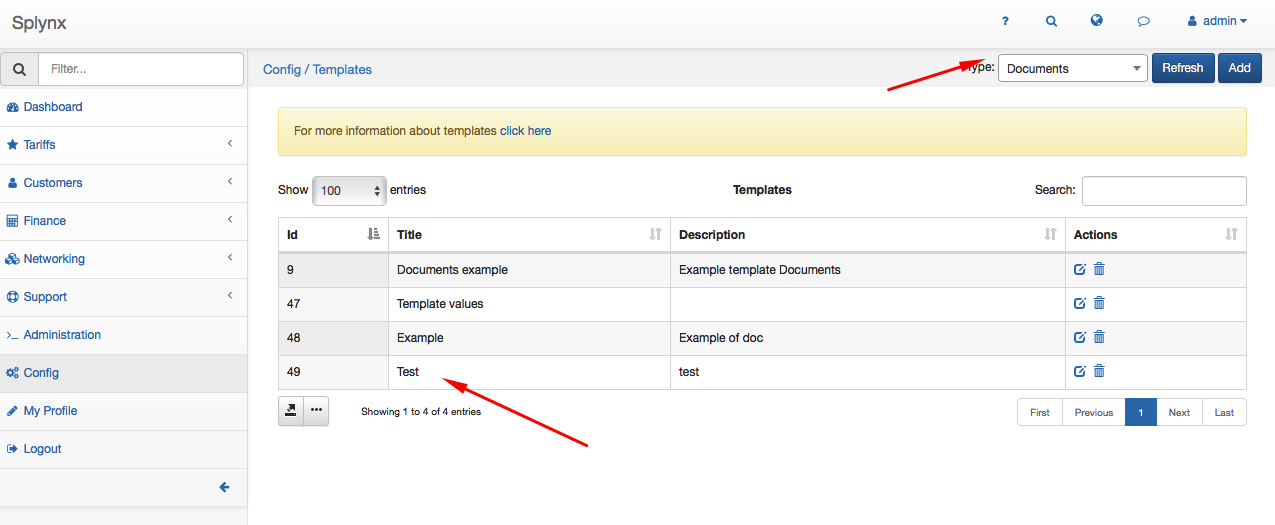 Splynx
admin
Filter...
Config / Templates
Type: Documents Refresh Add
Dashboard
Tariffs
Customers
Finance
Networking
Support
Administration
Config
My Profile
Logout
For more information about templates click here
Show 100 entries
Templates
Search:
Id Title Description Actions
9 Documents example Example template Documents
47 Template values
48 Example Example of doc
49 Test test
Showing 1 to 4 of 4 entries
First Previous 1 Next Last